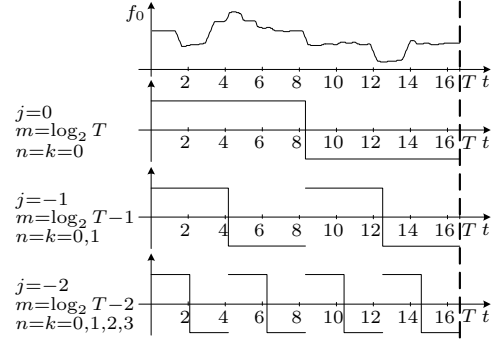 f₀
2 4 6 8 10 12 14 16 T t
j=0
m=log₂ T
n=k=0
2 4 6 8 10 12 14 16 T t
j=−1
m=log₂ T−1
n=k=0,1
2 4 6 8 10 12 14 16 T t
j=−2
m=log₂ T−2
n=k=0,1,2,3
2 4 6 8 10 12 14 16 T t